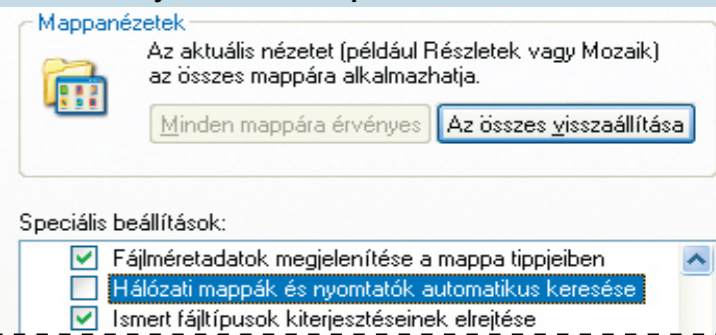 Mappanézetek
Az aktuális nézetet (például Részletek vagy Mozaik)
az összes mappára alkalmazhatja.
Minden mappára érvényes Az összes visszaállítása
Speciális beállítások:
Fájlméretadatok megjelenítése a mappa tippjeiben
Hálózati mappák és nyomtatók automatikus keresése
Ismert fájltípusok kiterjesztéseinek elrejtése